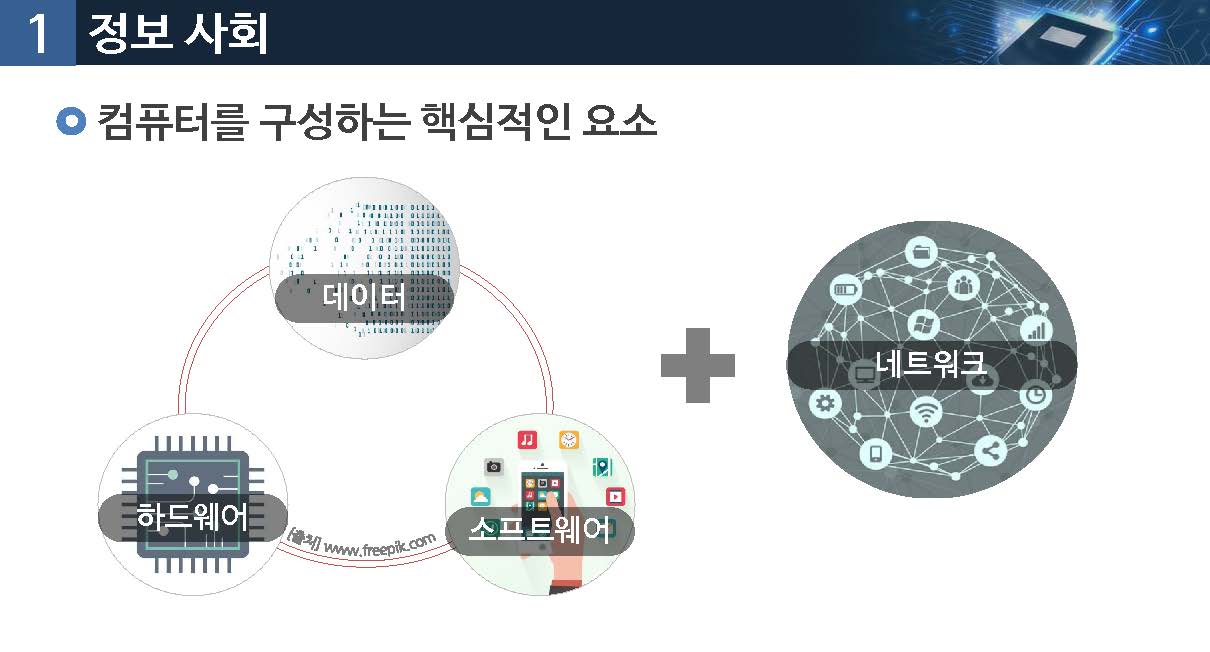 1 정보 사회
컴퓨터를 구성하는 핵심적인 요소
데이터
네트워크
하드웨어
소프트웨어
[출처] www.freepik.com